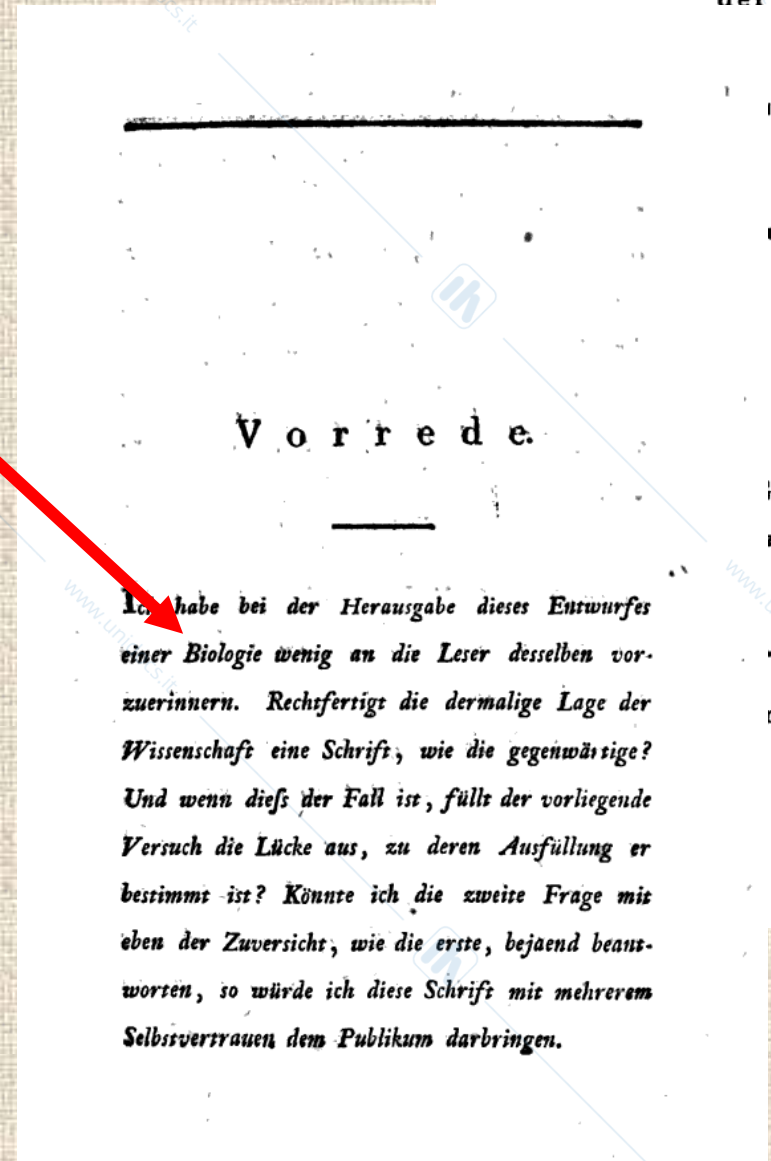 Vorrede.
Ich habe bei der Herausgabe dieses Entwurfes
einer Biologie wenig an die Leser desselben vor-
zuerinnern. Rechtfertigt die dermalige Lage der
Wissenschaft eine Schrift, wie die gegenwärtige?
Und wenn dieſs der Fall ist, füllt der vorliegende
Versuch die Lücke aus, zu deren Ausfüllung er
bestimmt ist? Könnte ich die zweite Frage mit
eben der Zuversicht, wie die erste, bejaend beant-
worten, so würde ich diese Schrift mit mehrerem
Selbstvertrauen dem Publikum darbringen.